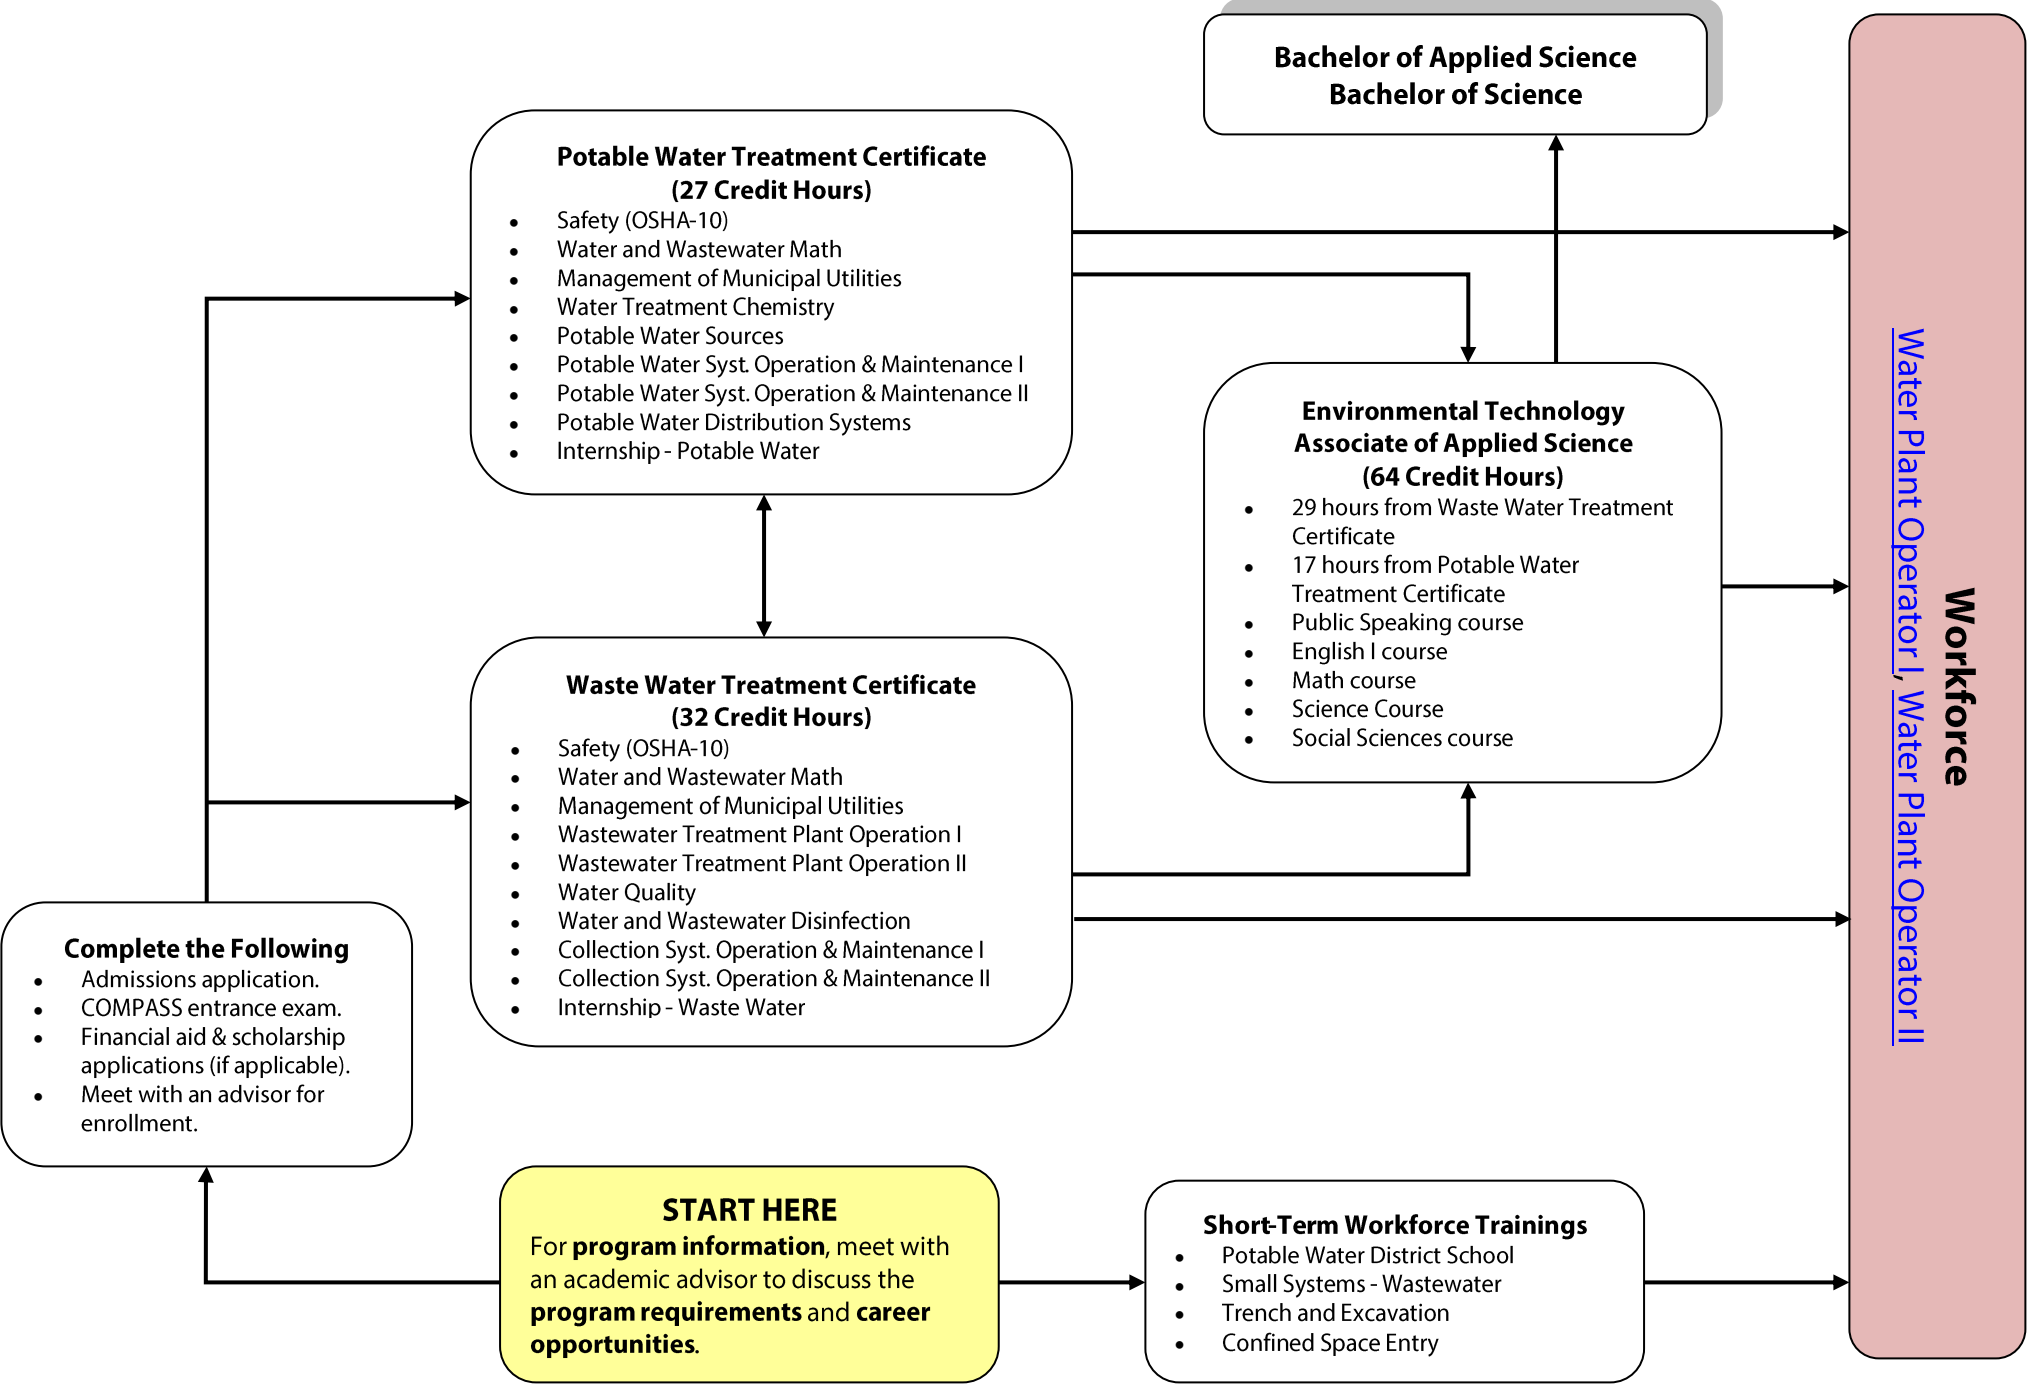 Bachelor of Applied Science
Bachelor of Science
Potable Water Treatment Certificate
(27 Credit Hours)
• Safety (OSHA-10)
• Water and Wastewater Math
• Management of Municipal Utilities
• Water Treatment Chemistry
• Potable Water Sources
• Potable Water Syst. Operation & Maintenance I
• Potable Water Syst. Operation & Maintenance II
• Potable Water Distribution Systems
• Internship - Potable Water
Environmental Technology
Associate of Applied Science
(64 Credit Hours)
• 29 hours from Waste Water Treatment
Certificate
• 17 hours from Potable Water
Treatment Certificate
• Public Speaking course
• English I course
• Math course
• Science Course
• Social Sciences course
Waste Water Treatment Certificate
(32 Credit Hours)
• Safety (OSHA-10)
• Water and Wastewater Math
• Management of Municipal Utilities
• Wastewater Treatment Plant Operation I
• Wastewater Treatment Plant Operation II
• Water Quality
• Water and Wastewater Disinfection
• Collection Syst. Operation & Maintenance I
• Collection Syst. Operation & Maintenance II
• Internship - Waste Water
Complete the Following
• Admissions application.
• COMPASS entrance exam.
• Financial aid & scholarship
applications (if applicable).
• Meet with an advisor for
enrollment.
START HERE
For program information, meet with
an academic advisor to discuss the
program requirements and career
opportunities.
Short-Term Workforce Trainings
• Potable Water District School
• Small Systems - Wastewater
• Trench and Excavation
• Confined Space Entry
Workforce
Water Plant Operator I, Water Plant Operator II